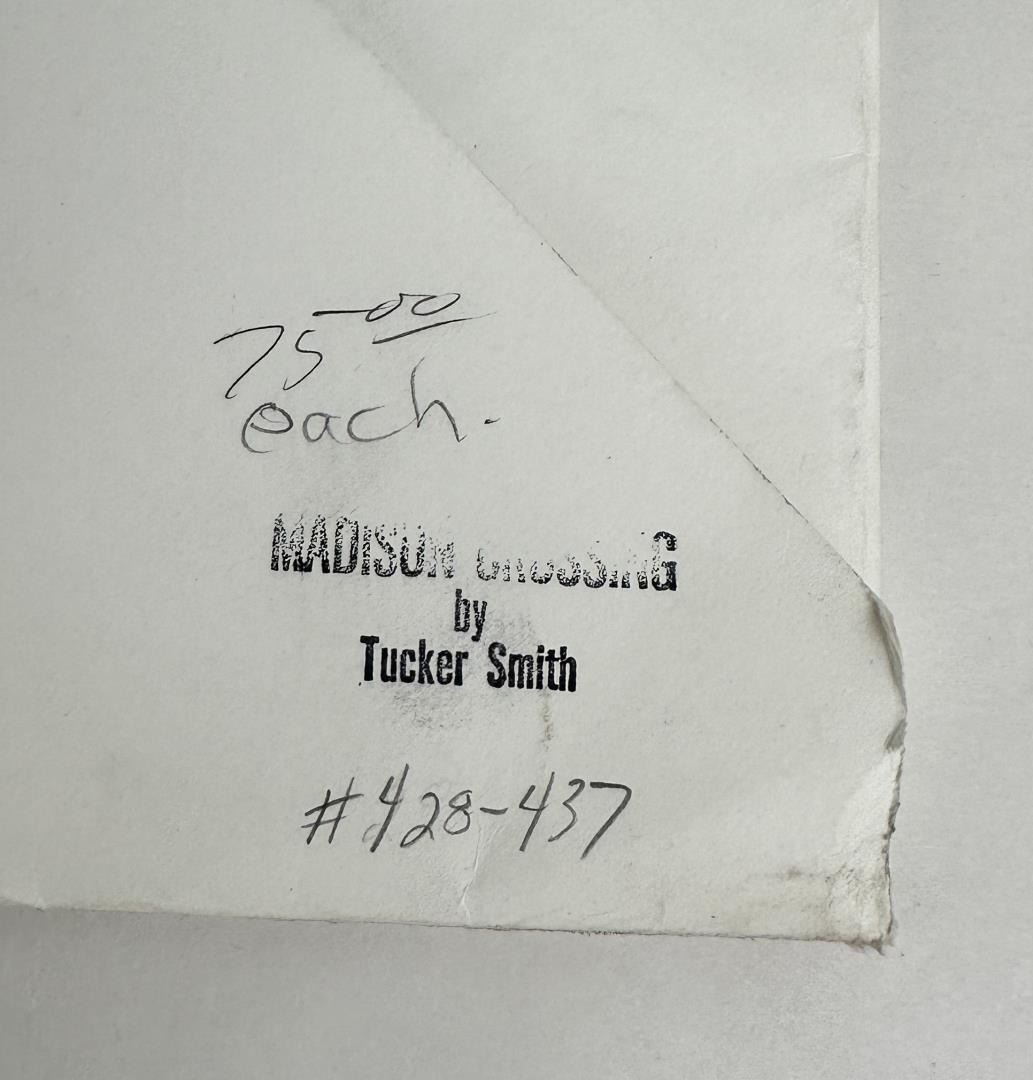 75-00
each.
MADISON CROSSING
by
Tucker Smith
#428-437